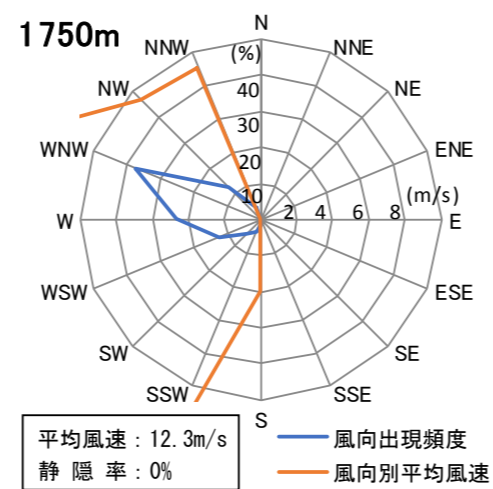 1750m
N
NNW
NNE
(%)
NW
40
NE
30
WNW
20
ENE
10
(m/s)
W
2 4 6 8
E
WSW
ESE
SW
SE
SSW
SSE
S
平均風速：12.3m/s
静 隠 率：0%
風向出現頻度
風向別平均風速